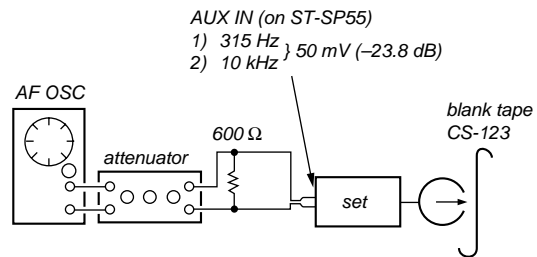 AUX IN (on ST-SP55)
1) 315 Hz
2) 10 kHz
} 50 mV (–23.8 dB)
AF OSC
attenuator
600 Ω
set
blank tape
CS-123